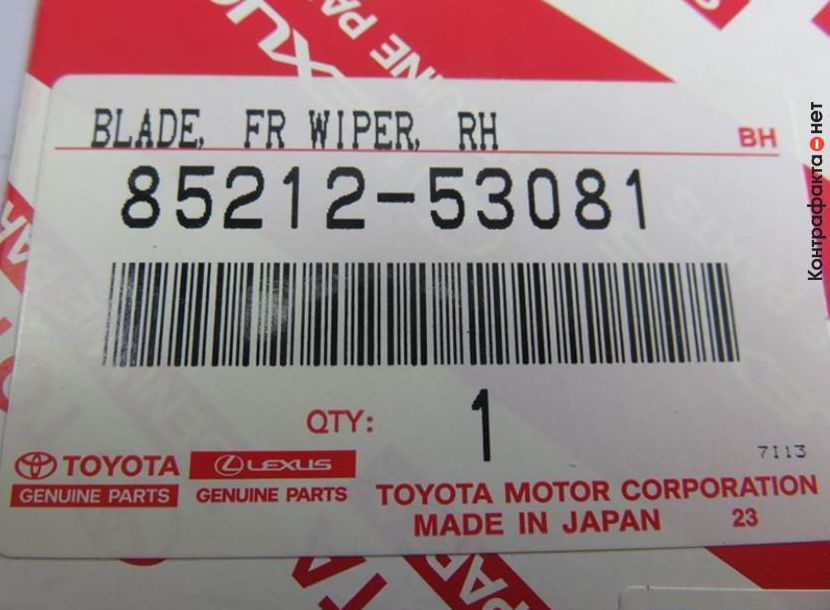 BLADE, FR WIPER, RH
BH
85212-53081
QTY: 1
7I13
TOYOTA
GENUINE PARTS
LEXUS
GENUINE PARTS
TOYOTA MOTOR CORPORATION
MADE IN JAPAN 23
Контрафакта нет